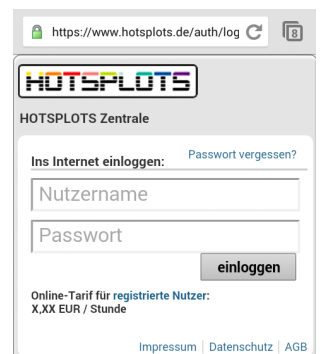 https://www.hotsplots.de/auth/log
8
HOTSPLOTS
HOTSPLOTS Zentrale
Ins Internet einloggen: Passwort vergessen?
Nutzername
Passwort
einloggen
Online-Tarif für registrierte Nutzer:
X,XX EUR / Stunde
Impressum | Datenschutz | AGB